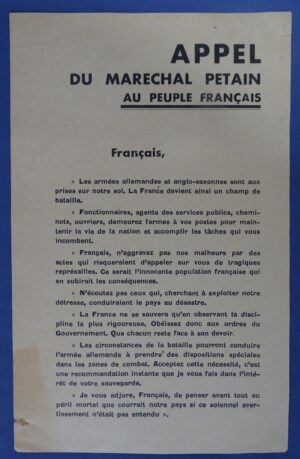 APPEL
DU MARECHAL PETAIN
AU PEUPLE FRANÇAIS
Français,
« Les armées allemandes et anglo-saxonnes sont aux
prises sur notre sol. La France devient ainsi un champ de
bataille.
« Fonctionnaires, agents des services publics, chemi-
nots, ouvriers, demeurez fermes à vos postes pour main-
tenir la vie de la nation et accomplir les tâches qui vous
incombent.
« Français, n'aggravez pas nos malheurs par des
actes qui risqueraient d'appeler sur vous de tragiques
représailles. Ce serait l'innocente population française qui
en subirait les conséquences.
« N'écoutez pas ceux qui, cherchant à exploiter notre
détresse, conduiraient le pays au désastre.
« La France ne se sauvera qu'en observant la disci-
pline la plus rigoureuse. Obéissez donc aux ordres du
Gouvernement. Que chacun reste face à son devoir.
« Les circonstances de la bataille pourront conduire
l'armée allemande à prendre des dispositions spéciales
dans les zones de combat. Acceptez cette nécessité, c'est
une recommandation instante que je vous fais dans l'inté-
rêt de votre sauvegarde.
« Je vous adjure, Français, de penser avant tout au
péril mortel que courrait notre pays si ce solennel aver-
tissement n'était pas entendu ».